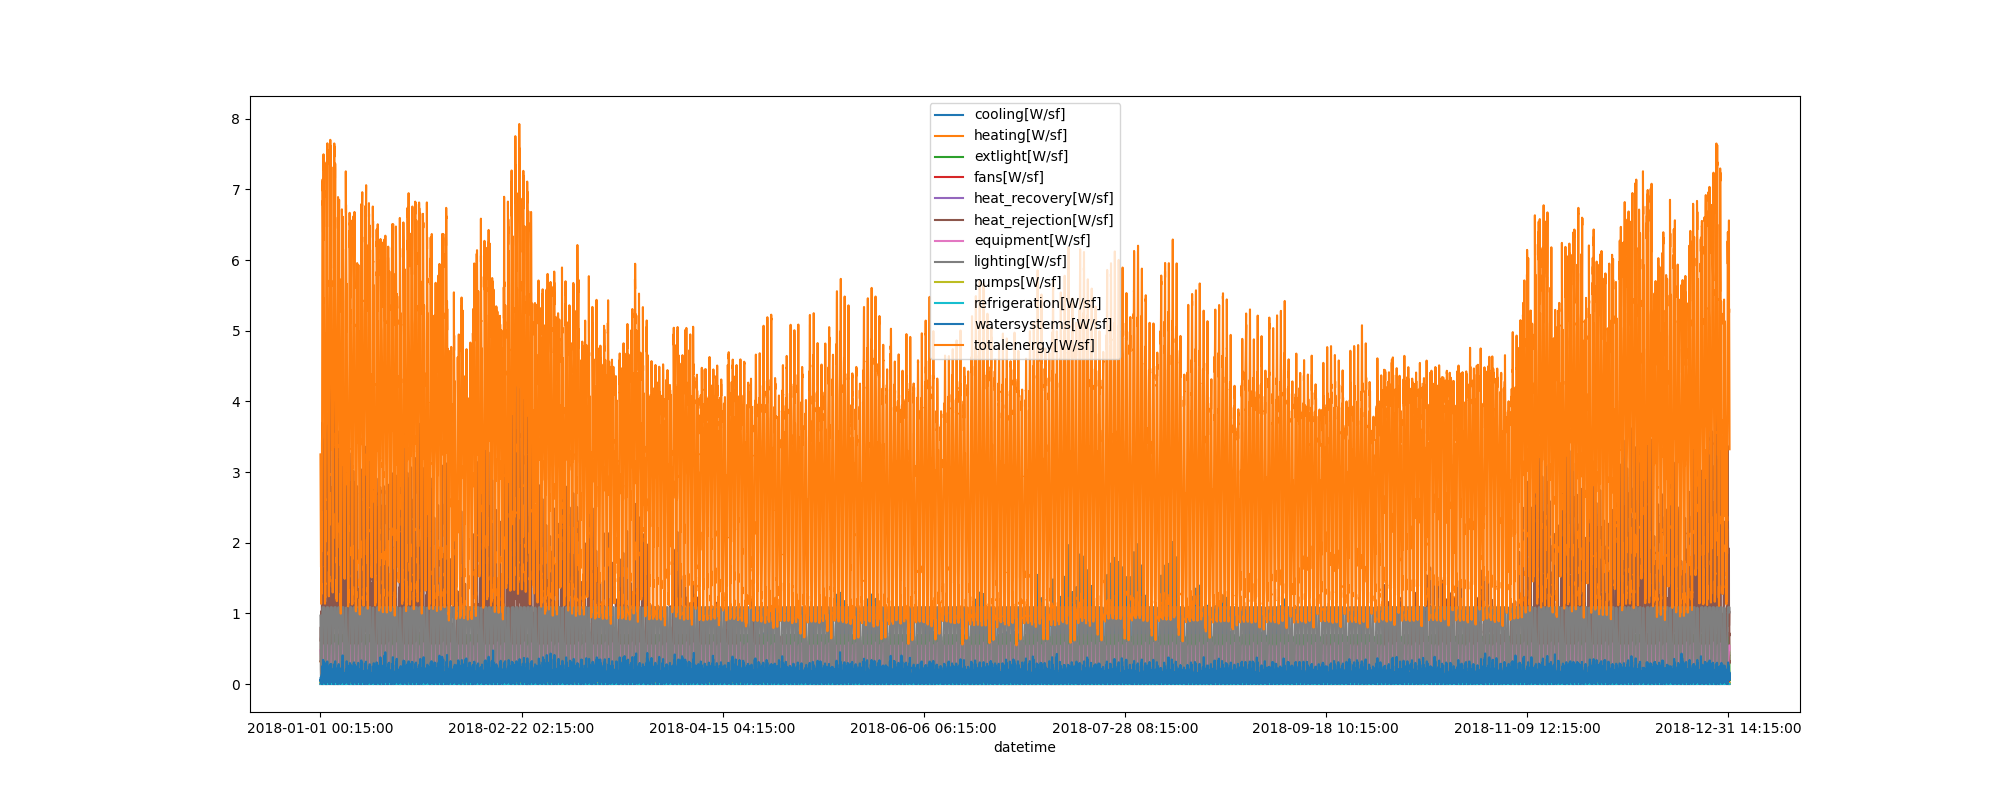 8
7
6
5
4
3
2
1
0
cooling[W/sf]
heating[W/sf]
extlight[W/sf]
fans[W/sf]
heat_recovery[W/sf]
heat_rejection[W/sf]
equipment[W/sf]
lighting[W/sf]
pumps[W/sf]
refrigeration[W/sf]
watersystems[W/sf]
totalenergy[W/sf]
2018-01-01 00:15:00 2018-02-22 02:15:00 2018-04-15 04:15:00 2018-06-06 06:15:00 2018-07-28 08:15:00 2018-09-18 10:15:00 2018-11-09 12:15:00 2018-12-31 14:15:00
datetime